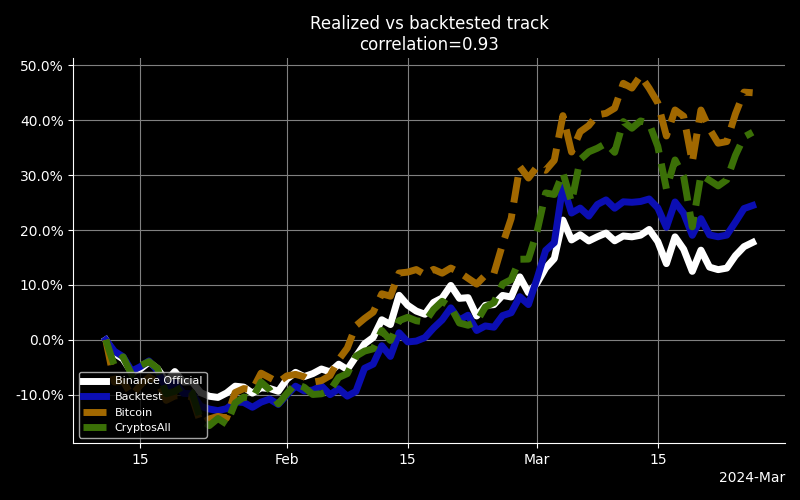 Realized vs backtested track
correlation=0.93
50.0%
40.0%
30.0%
20.0%
10.0%
0.0%
-10.0%
Binance Official
Backtest
Bitcoin
CryptosAll
15
Feb
15
Mar
15
2024-Mar